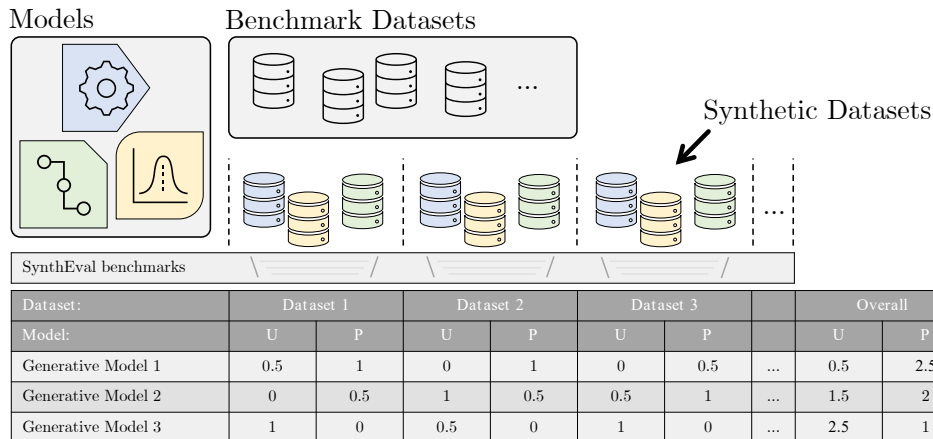 Models
Benchmark Datasets
...
Synthetic Datasets
...
SynthEval benchmarks
Dataset: Dataset 1 Dataset 2 Dataset 3 Overall
Model: U P U P U P U P
Generative Model 1 0.5 1 0 1 0 0.5 ... 0.5 2.5
Generative Model 2 0 0.5 1 0.5 0.5 1 ... 1.5 2
Generative Model 3 1 0 0.5 0 1 0 ... 2.5 1